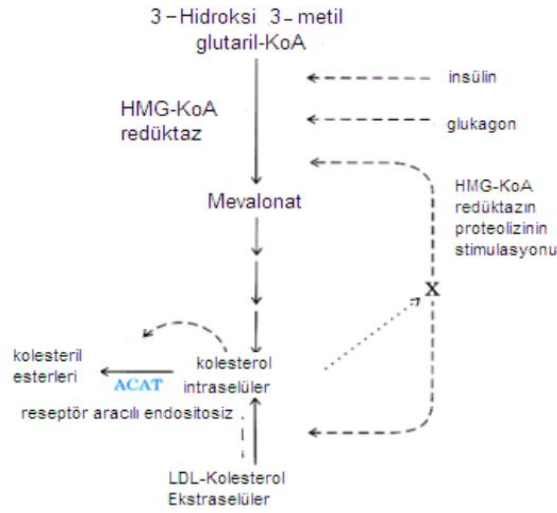 3-Hidroksi 3-metil
glutaril-KoA
insülin
HMG-KoA
redüktaz
glukagon
HMG-KoA
redüktazın
proteolizinin
stimulasyonu
Mevalonat
X
kolesteril
esterleri
ACAT
kolesterol
intraselüler
reseptör aracılı endositosiz
LDL-Kolesterol
Ekstraselüler